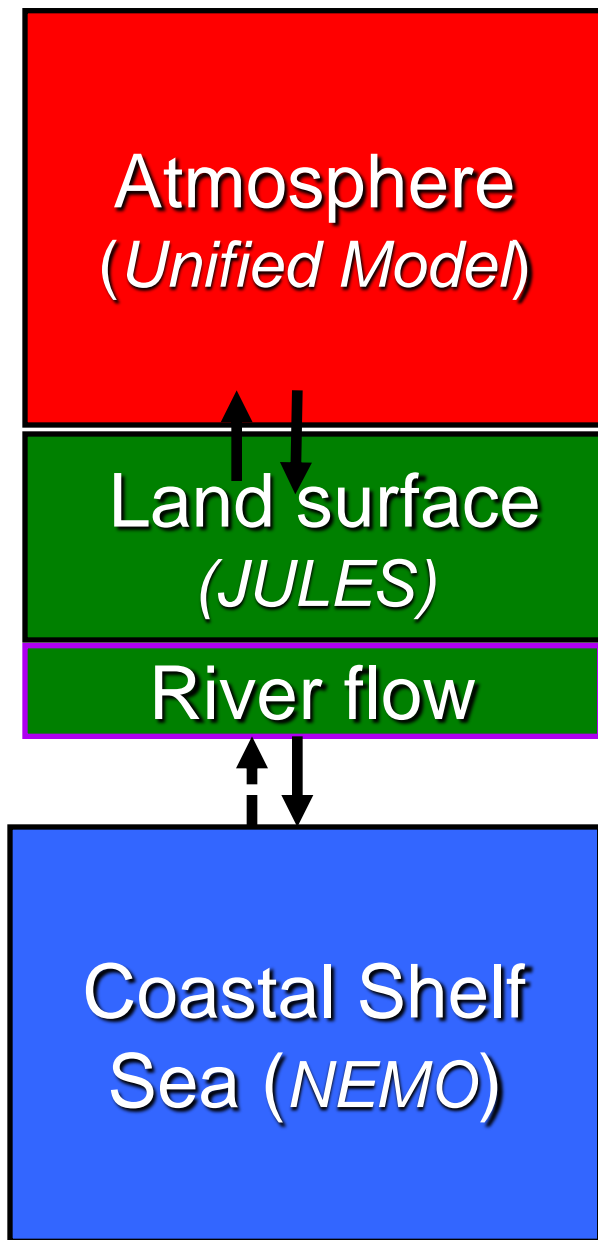 Atmosphere
(Unified Model)
Land surface
(JULES)
River flow
Coastal Shelf
Sea (NEMO)